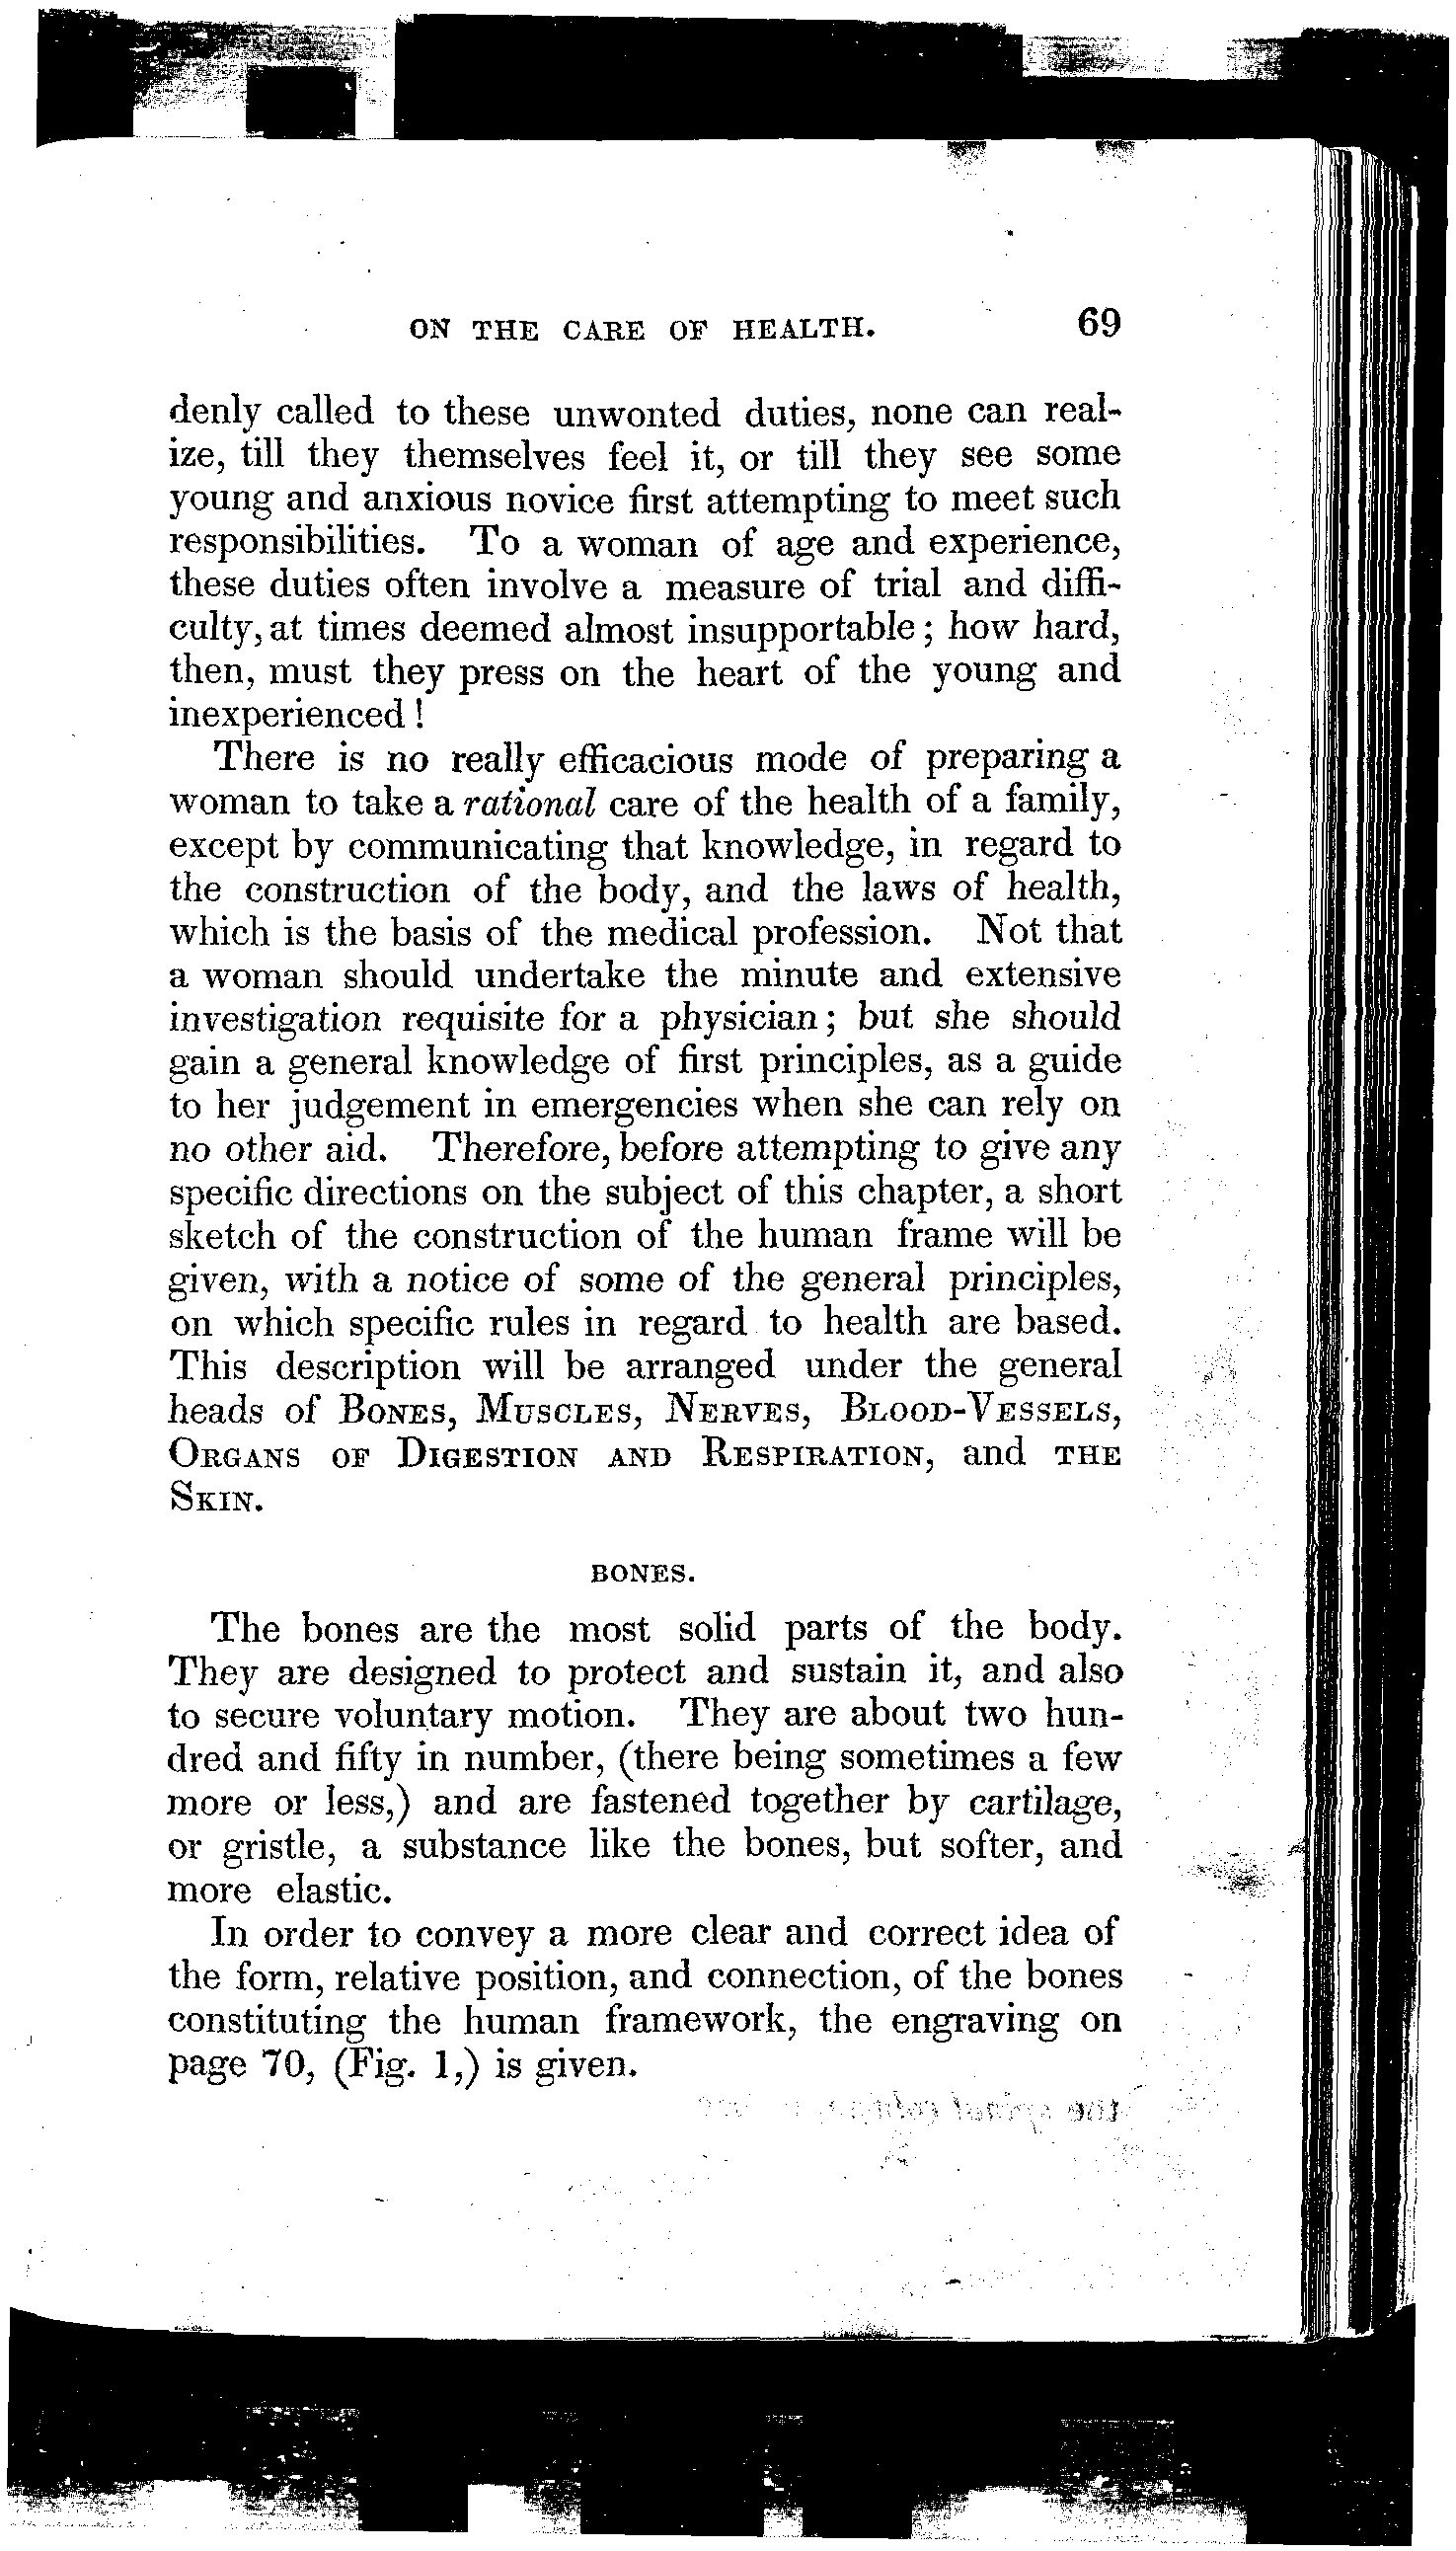 ON THE CARE OF HEALTH. 69
denly called to these unwonted duties, none can real-
ize, till they themselves feel it, or till they see some
young and anxious novice first attempting to meet such
responsibilities. To a woman of age and experience,
these duties often involve a measure of trial and diffi-
culty, at times deemed almost insupportable; how hard,
then, must they press on the heart of the young and
inexperienced!
There is no really efficacious mode of preparing a
woman to take a rational care of the health of a family,
except by communicating that knowledge, in regard to
the construction of the body, and the laws of health,
which is the basis of the medical profession. Not that
a woman should undertake the minute and extensive
investigation requisite for a physician; but she should
gain a general knowledge of first principles, as a guide
to her judgement in emergencies when she can rely on
no other aid. Therefore, before attempting to give any
specific directions on the subject of this chapter, a short
sketch of the construction of the human frame will be
given, with a notice of some of the general principles,
on which specific rules in regard to health are based.
This description will be arranged under the general
heads of BONES, MUSCLES, NERVES, BLOOD-VESSELS,
ORGANS OF DIGESTION AND RESPIRATION, and THE
SKIN.
BONES.
The bones are the most solid parts of the body.
They are designed to protect and sustain it, and also
to secure voluntary motion. They are about two hun-
dred and fifty in number, (there being sometimes a few
more or less,) and are fastened together by cartilage,
or gristle, a substance like the bones, but softer, and
more elastic.
In order to convey a more clear and correct idea of
the form, relative position, and connection, of the bones
constituting the human framework, the engraving on
page 70, (Fig. 1,) is given.